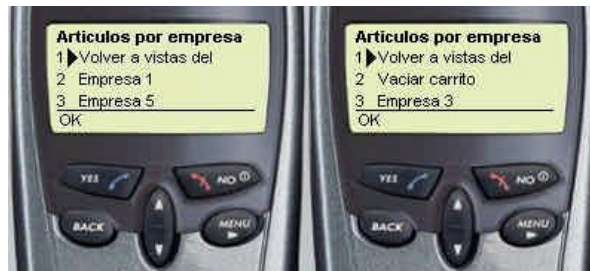 Articulos por empresa
1 Volver a vistas del
2 Empresa 1
3 Empresa 5
OK
YES
NO
BACK
MENU
Articulos por empresa
1 Volver a vistas del
2 Vaciar carrito
3 Empresa 3
OK
YES
NO
BACK
MENU